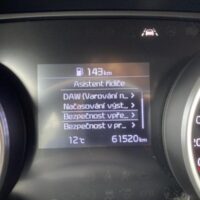 143km
Asistent řidiče
DAW (Varování n...
Načasování výst...
Bezpečnost vpře...
Bezpečnost v pr...
12°C 61520km